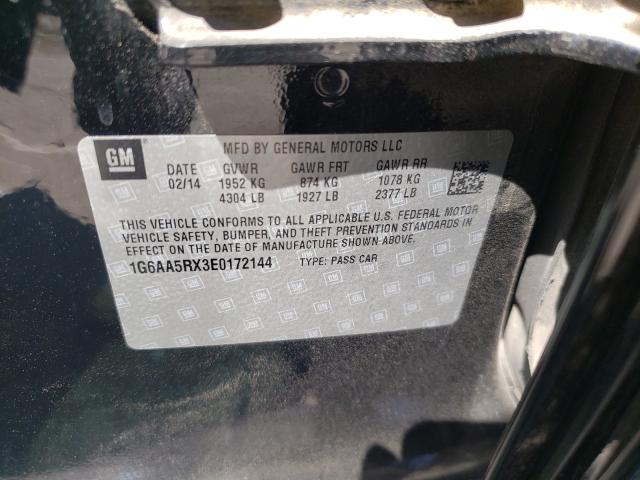 GM
MFD BY GENERAL MOTORS LLC
DATE GVWR GAWR FRT GAWR RR
02/14 1952 KG 874 KG 1078 KG
4304 LB 1927 LB 2377 LB
THIS VEHICLE CONFORMS TO ALL APPLICABLE U.S. FEDERAL MOTOR
VEHICLE SAFETY, BUMPER, AND THEFT PREVENTION STANDARDS IN
EFFECT ON THE DATE OF MANUFACTURE SHOWN ABOVE.
1G6AA5RX3E0172144 TYPE: PASS CAR